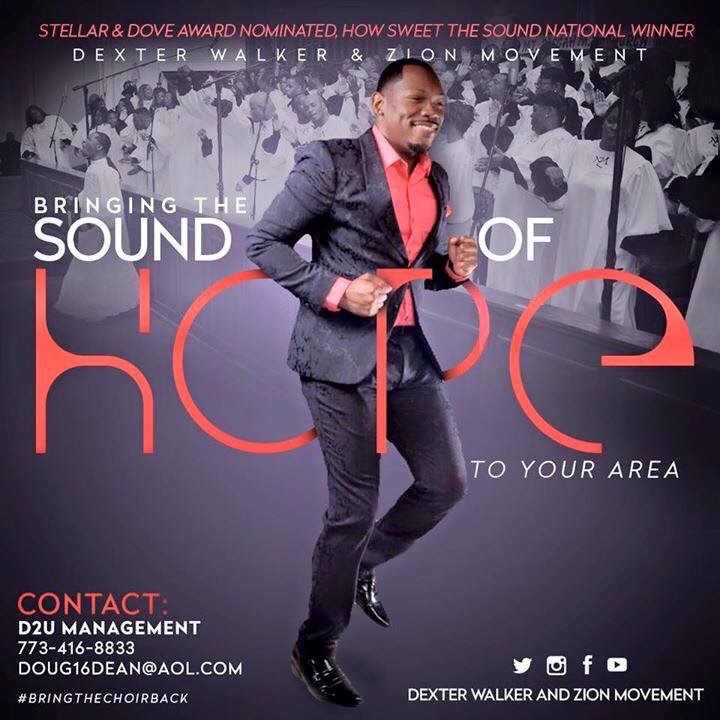 STELLAR & DOVE AWARD NOMINATED, HOW SWEET THE SOUND NATIONAL WINNER
DEXTER WALKER & ZION MOVEMENT
BRINGING THE
SOUND OF
HOPE
TO YOUR AREA
CONTACT:
D2U MANAGEMENT
773-416-8833
DOUG16DEAN@AOL.COM
#BRINGTHECHOIRBACK
DEXTER WALKER AND ZION MOVEMENT